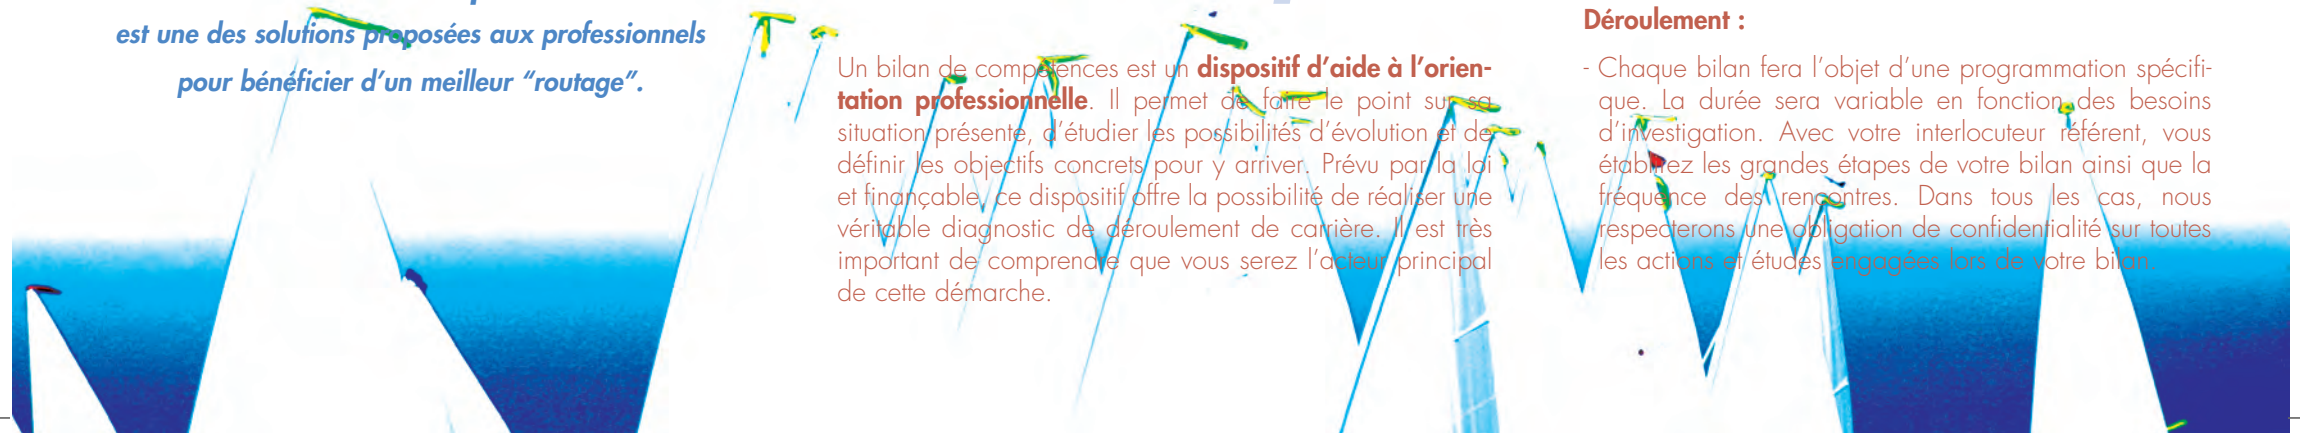 est une des solutions proposées aux professionnels
pour bénéficier d’un meilleur “routage”.
Un bilan de compétences est un dispositif d’aide à l’orien-
tation professionnelle. Il permet de faire le point sur sa
situation présente, d’étudier les possibilités d’évolution et de
définir les objectifs concrets pour y arriver. Prévu par la loi
et finançable, ce dispositif offre la possibilité de réaliser une
véritable diagnostic de déroulement de carrière. Il est très
important de comprendre que vous serez l’acteur principal
de cette démarche.
Déroulement :
- Chaque bilan fera l’objet d’une programmation spécifi-
que. La durée sera variable en fonction des besoins
d’investigation. Avec votre interlocuteur référent, vous
établirez les grandes étapes de votre bilan ainsi que la
fréquence des rencontres. Dans tous les cas, nous
respecterons une obligation de confidentialité sur toutes
les actions et études engagées lors de votre bilan.